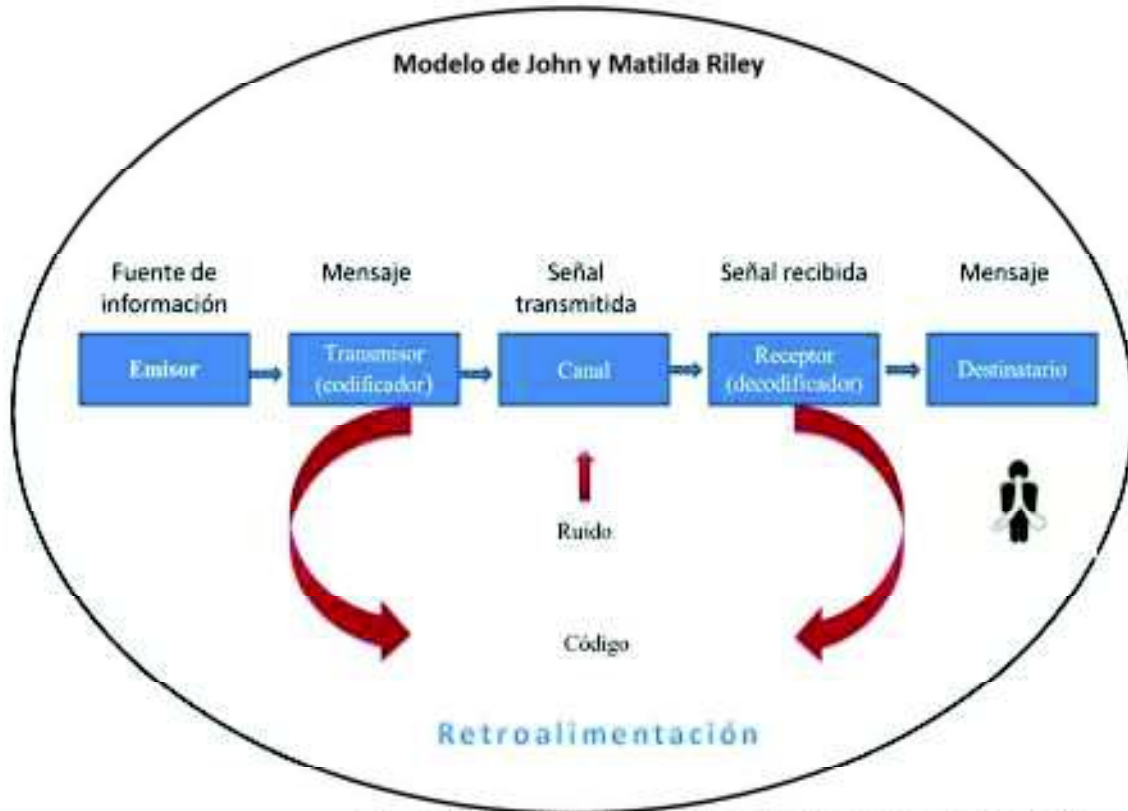 Modelo de John y Matilda Riley
Fuente de
información
Mensaje
Señal
transmitida
Señal recibida
Mensaje
Emisor
Transmisor
(codificador)
Canal
Receptor
(decodificador)
Destinatario
Ruido
Código
Retroalimentación